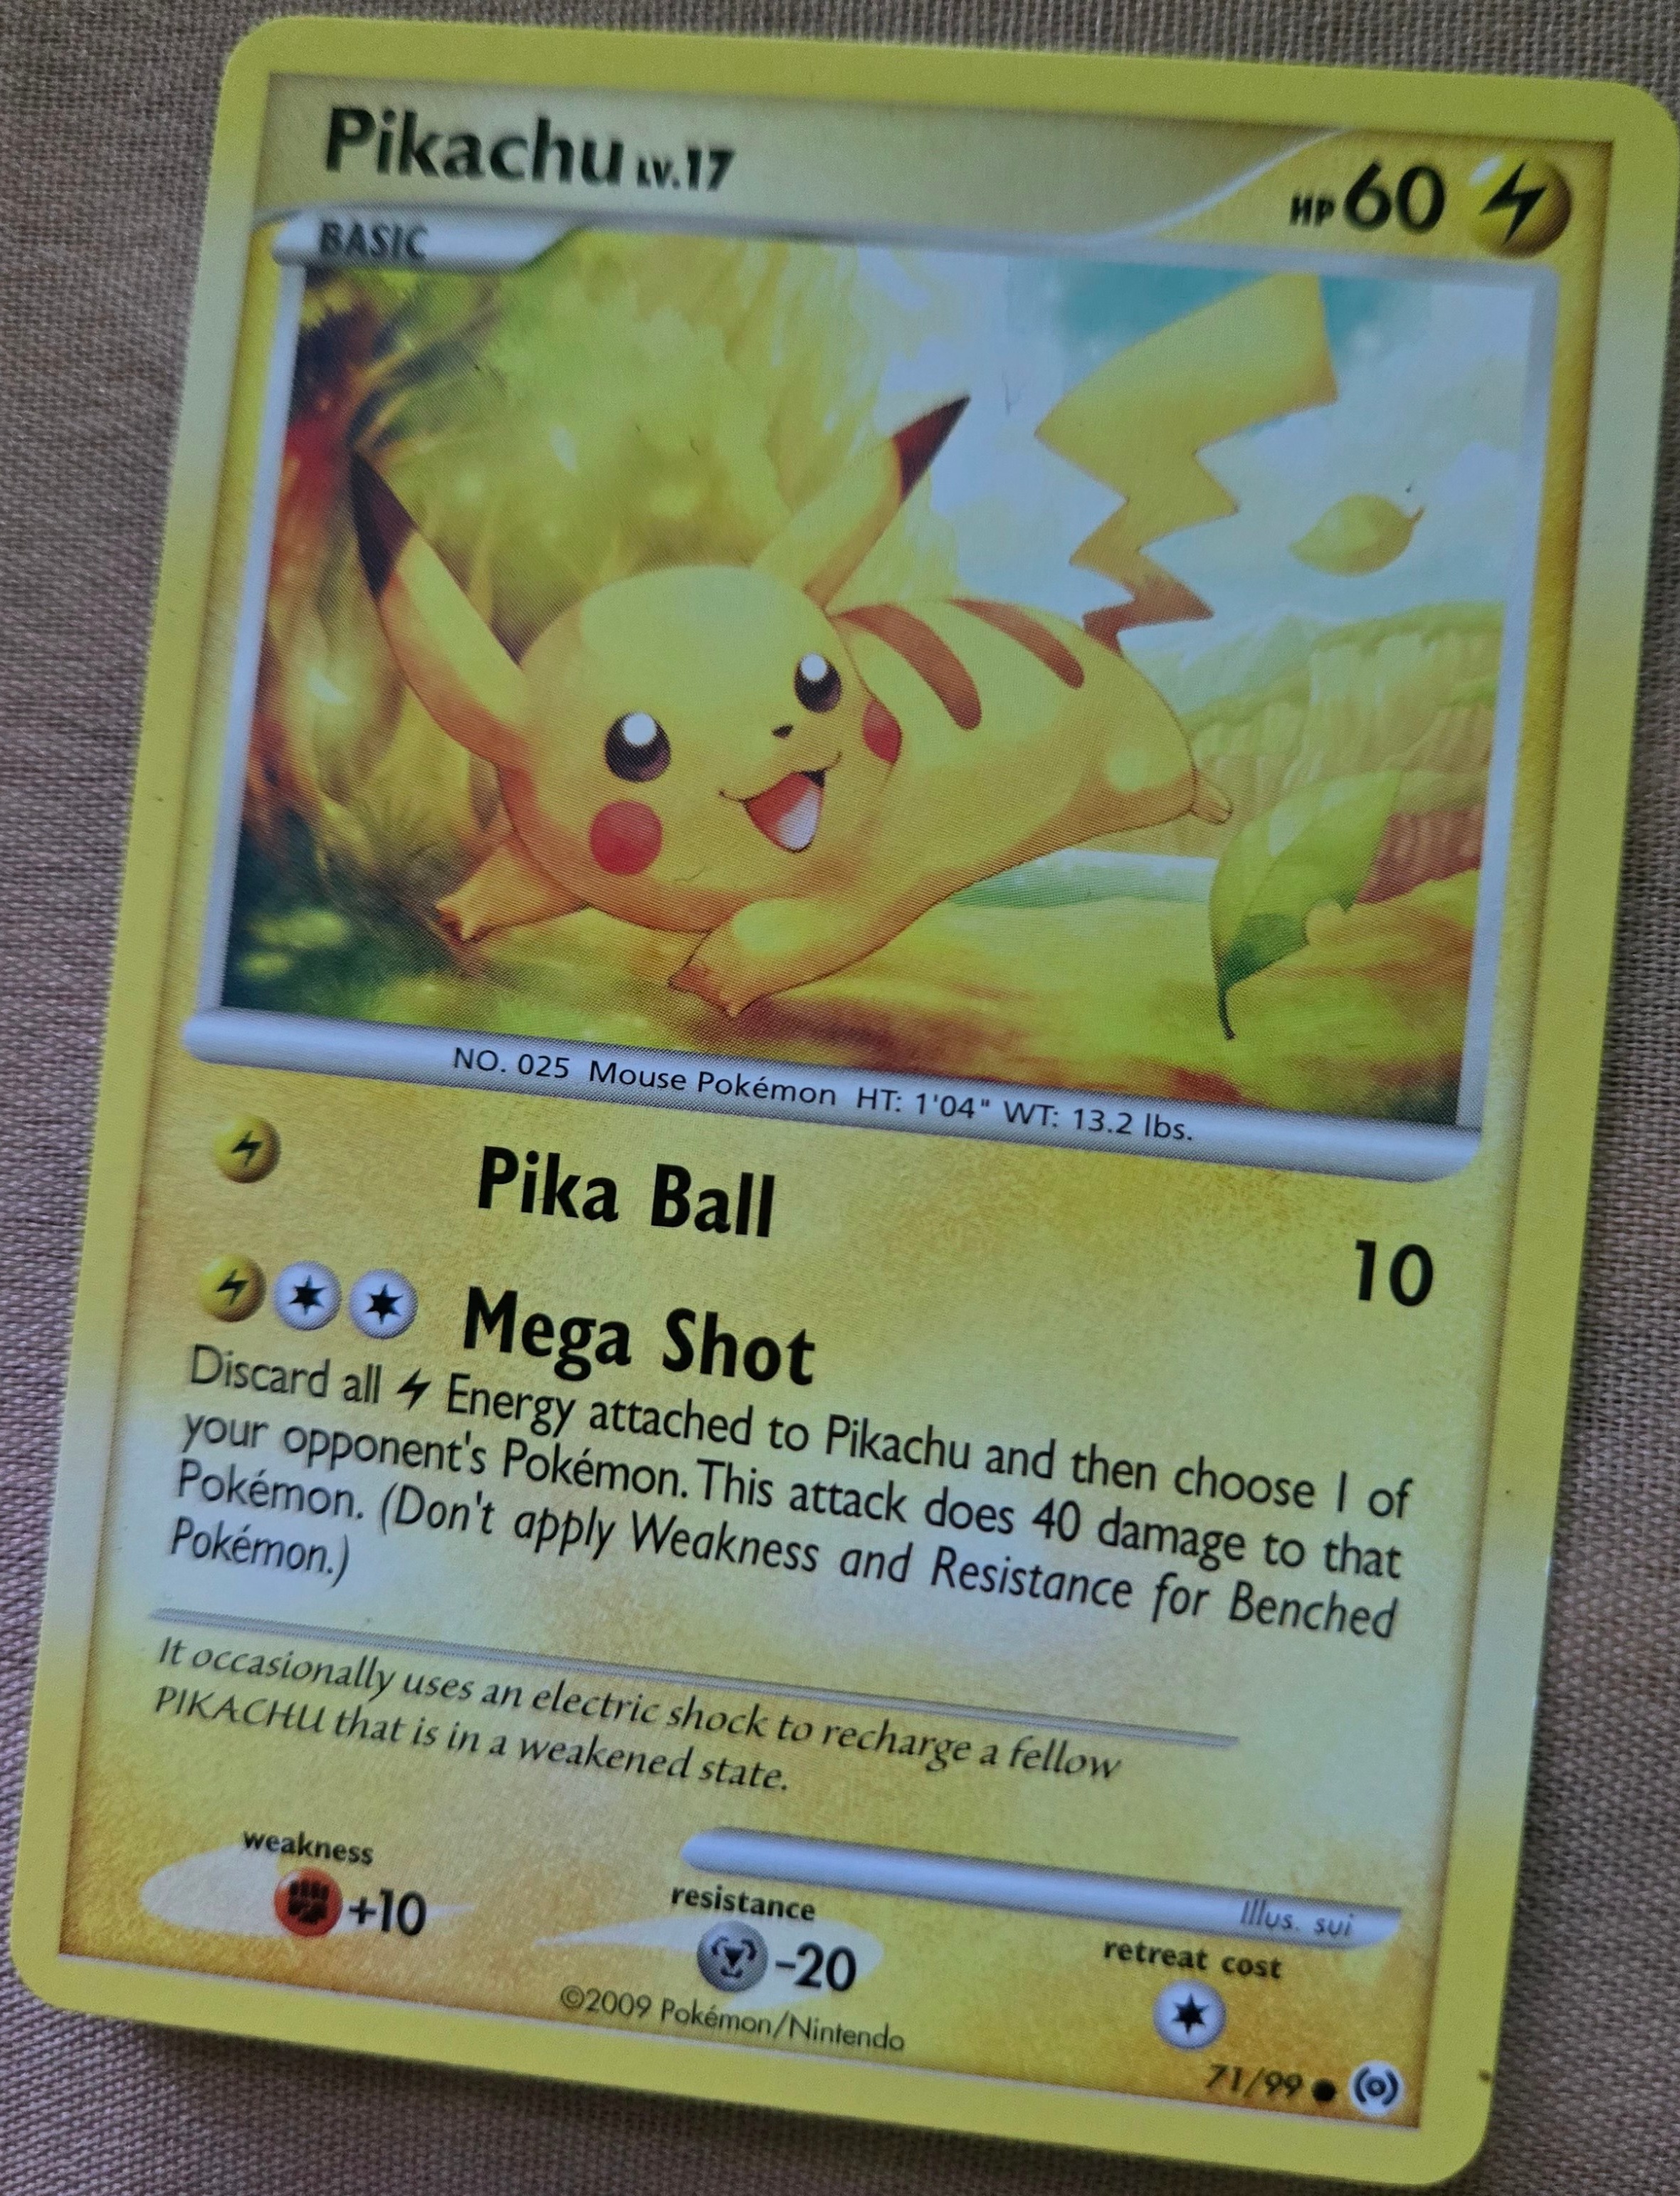 Pikachu LV.17
HP 60
BASIC
NO. 025 Mouse Pokémon HT: 1'04" WT: 13.2 lbs.
Pika Ball
10
Mega Shot
Discard all Energy attached to Pikachu and then choose 1 of
your opponent's Pokémon. This attack does 40 damage to that
Pokémon. (Don't apply Weakness and Resistance for Benched
Pokémon.)
It occasionally uses an electric shock to recharge a fellow
PIKACHU that is in a weakened state.
weakness
+10
resistance
-20
Illus. sui
retreat cost
©2009 Pokémon/Nintendo
71/99